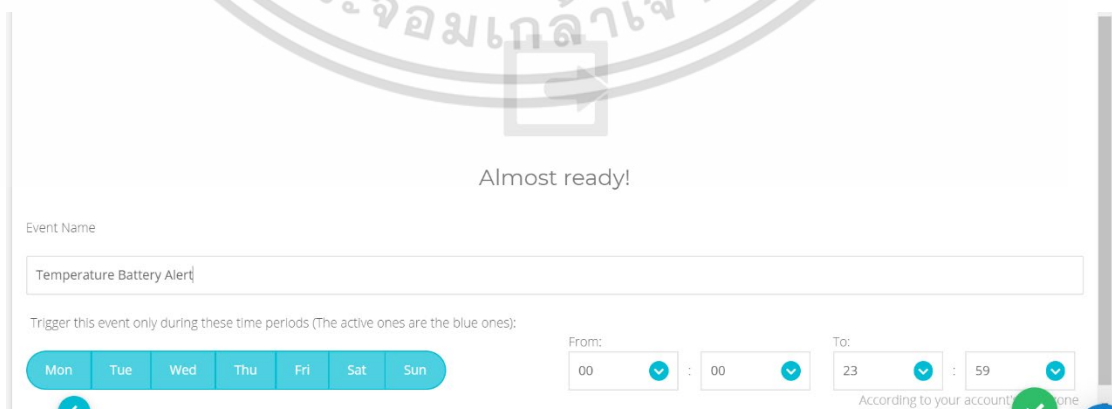 Almost ready!
Event Name
Temperature Battery Alert
Trigger this event only during these time periods (The active ones are the blue ones):
Mon Tue Wed Thu Fri Sat Sun
From:
00 : 00
To:
23 : 59
According to your account's